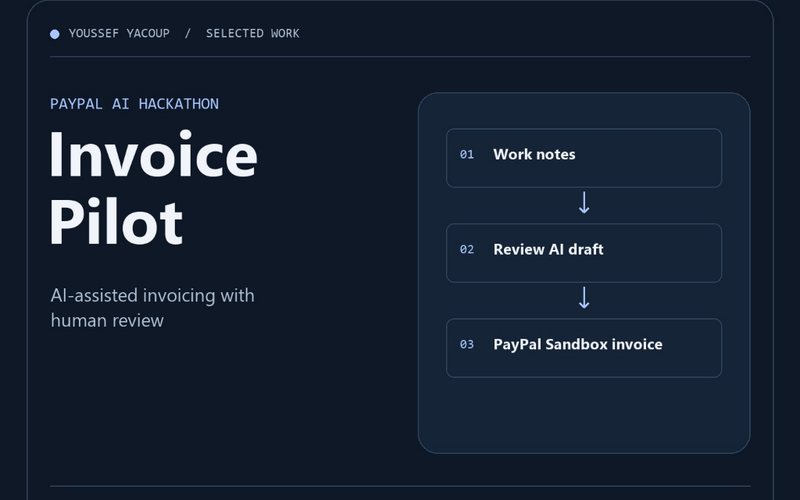 YOUSSEF YACOUP / SELECTED WORK
PAYPAL AI HACKATHON
Invoice
Pilot
AI-assisted invoicing with
human review
01 Work notes
↓
02 Review AI draft
↓
03 PayPal Sandbox invoice